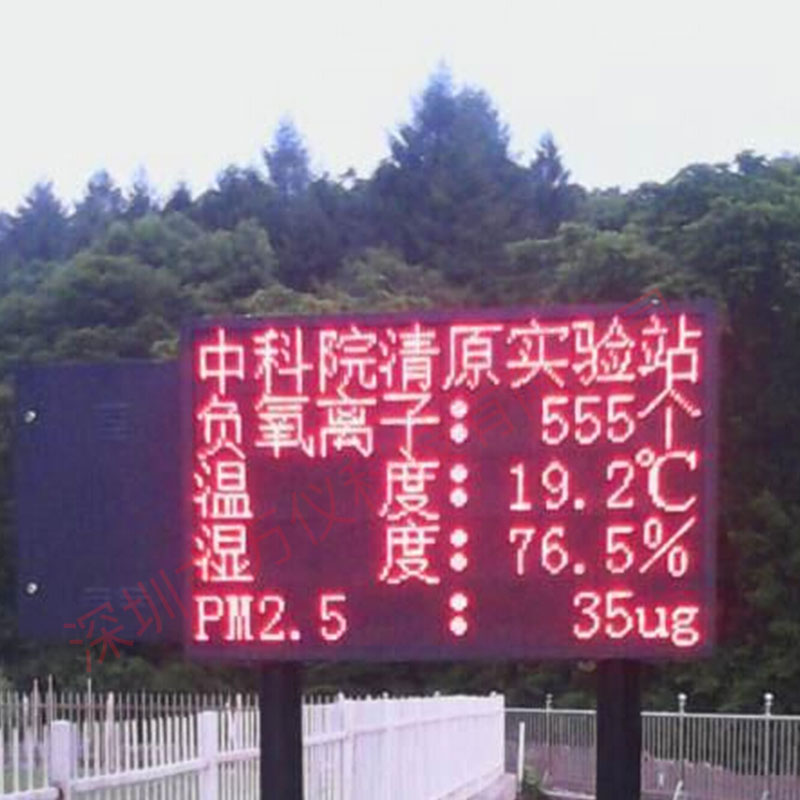 中科院清原实验站
负氧离子：555个
温度：19.2℃
湿度：76.5%
PM2.5：35ug